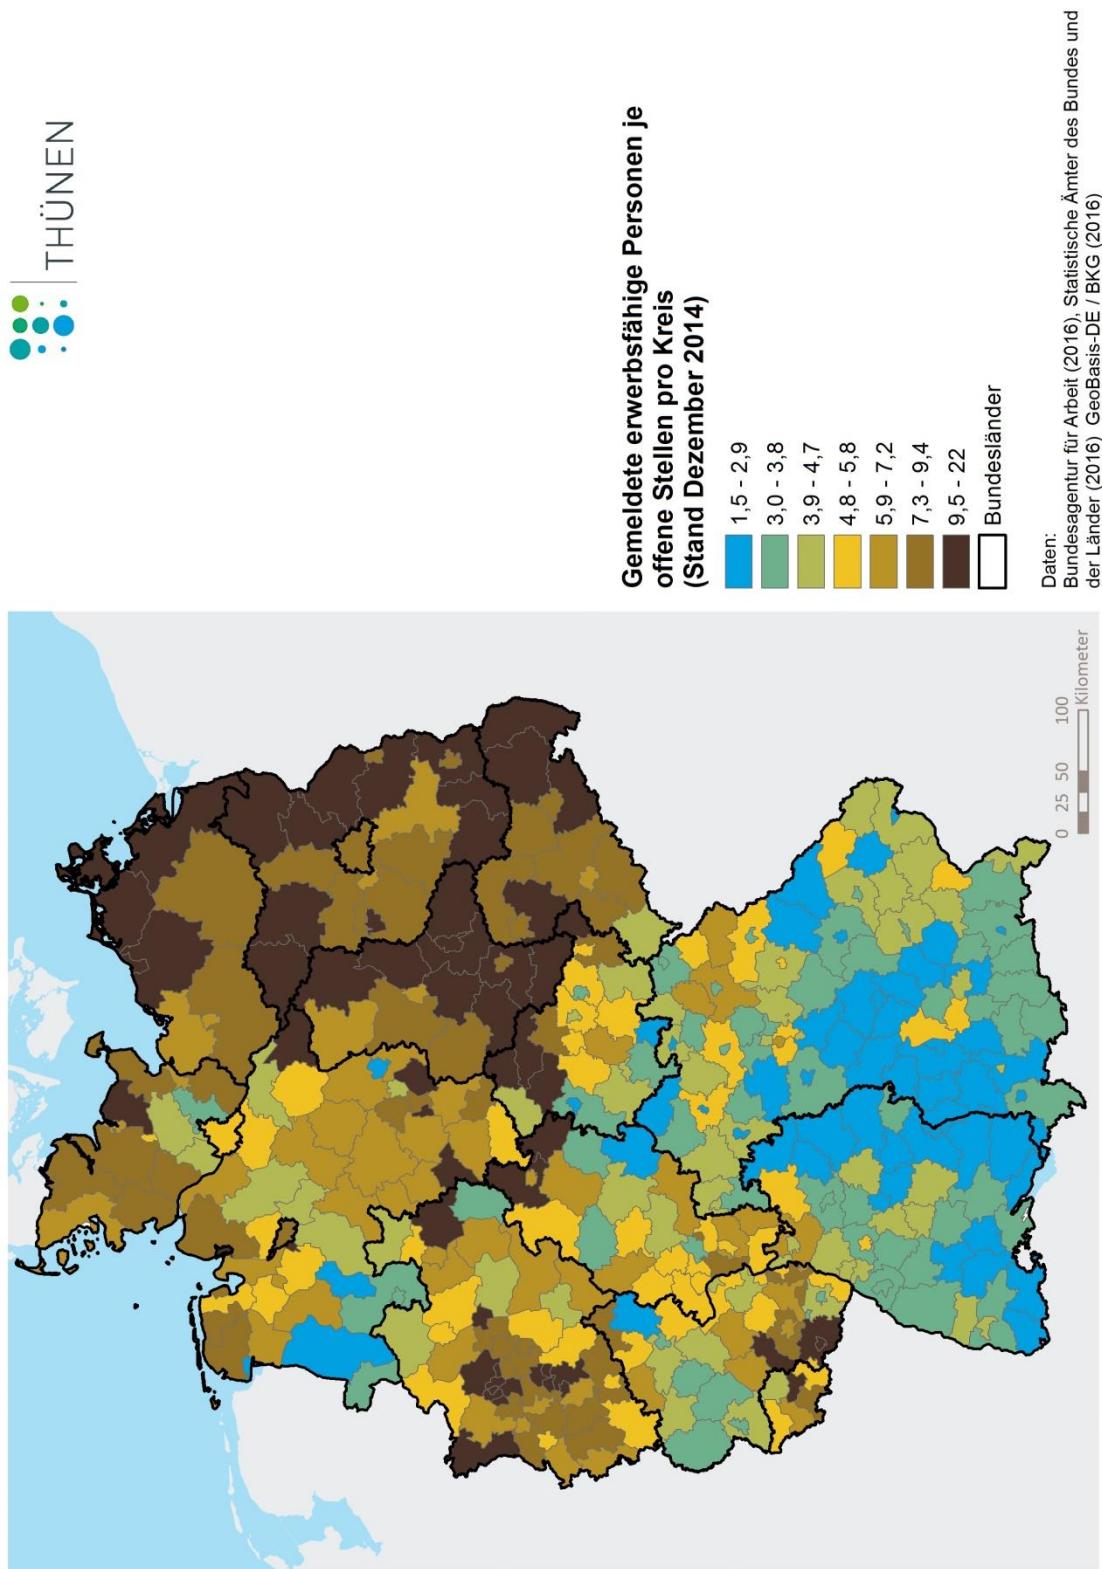 THÜNEN
Gemeldete erwerbsfähige Personen je
offene Stellen pro Kreis
(Stand Dezember 2014)
1,5 - 2,9
3,0 - 3,8
3,9 - 4,7
4,8 - 5,8
5,9 - 7,2
7,3 - 9,4
9,5 - 22
Bundesländer
Daten:
Bundesagentur für Arbeit (2016), Statistische Ämter des Bundes und
der Länder (2016) GeoBasis-DE / BKG (2016)
0 25 50 100
Kilometer